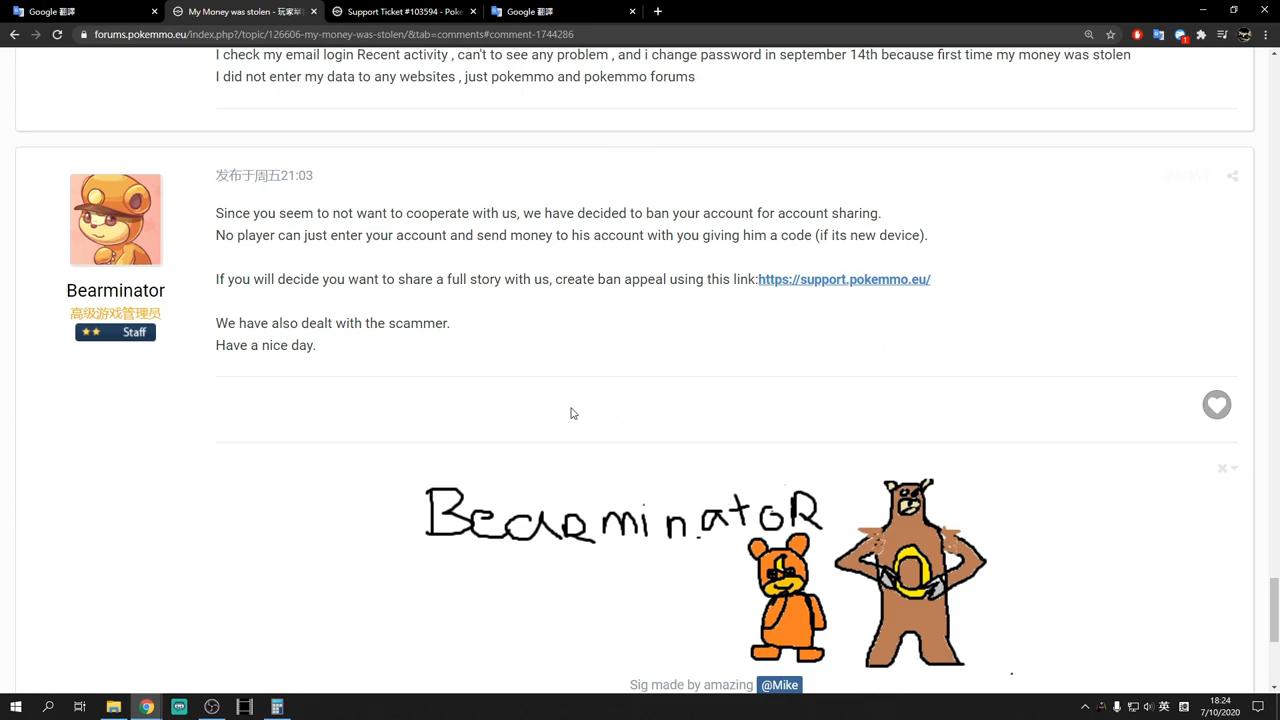 Google 翻譯
My Money was stolen - 玩家举
Support Ticket #103594 - Poke
Google 翻譯
forums.pokemmo.eu/index.php?/topic/126606-my-money-was-stolen/&tab=comments#comment-1744286
I check my email login Recent activity , can't to see any problem , and i change password in september 14th because first time my money was stolen
I did not enter my data to any websites , just pokemmo and pokemmo forums
发布于周五21:03
Since you seem to not want to cooperate with us, we have decided to ban your account for account sharing.
No player can just enter your account and send money to his account with you giving him a code (if its new device).
If you will decide you want to share a full story with us, create ban appeal using this link:https://support.pokemmo.eu/
Bearminator
高级游戏管理员
Staff
We have also dealt with the scammer.
Have a nice day.
BearminatoR
Sig made by amazing @Mike
英
18:24
7/10/2020